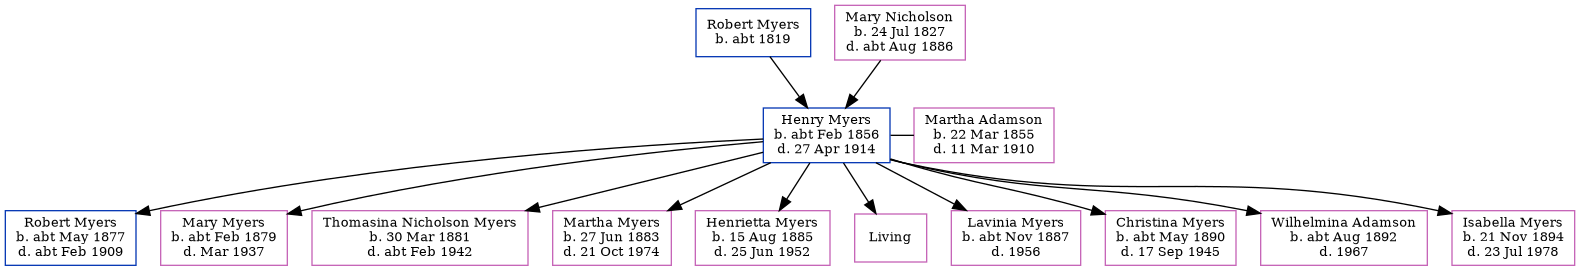 Robert Myers
b. abt 1819
Mary Nicholson
b. 24 Jul 1827
d. abt Aug 1886
Henry Myers
b. abt Feb 1856
d. 27 Apr 1914
Martha Adamson
b. 22 Mar 1855
d. 11 Mar 1910
Robert Myers
b. abt May 1877
d. abt Feb 1909
Mary Myers
b. abt Feb 1879
d. Mar 1937
Thomasina Nicholson Myers
b. 30 Mar 1881
d. abt Feb 1942
Martha Myers
b. 27 Jun 1883
d. 21 Oct 1974
Henrietta Myers
b. 15 Aug 1885
d. 25 Jun 1952
Living
Lavinia Myers
b. abt Nov 1887
d. 1956
Christina Myers
b. abt May 1890
d. 17 Sep 1945
Wilhelmina Adamson
b. abt Aug 1892
d. 1967
Isabella Myers
b. 21 Nov 1894
d. 23 Jul 1978